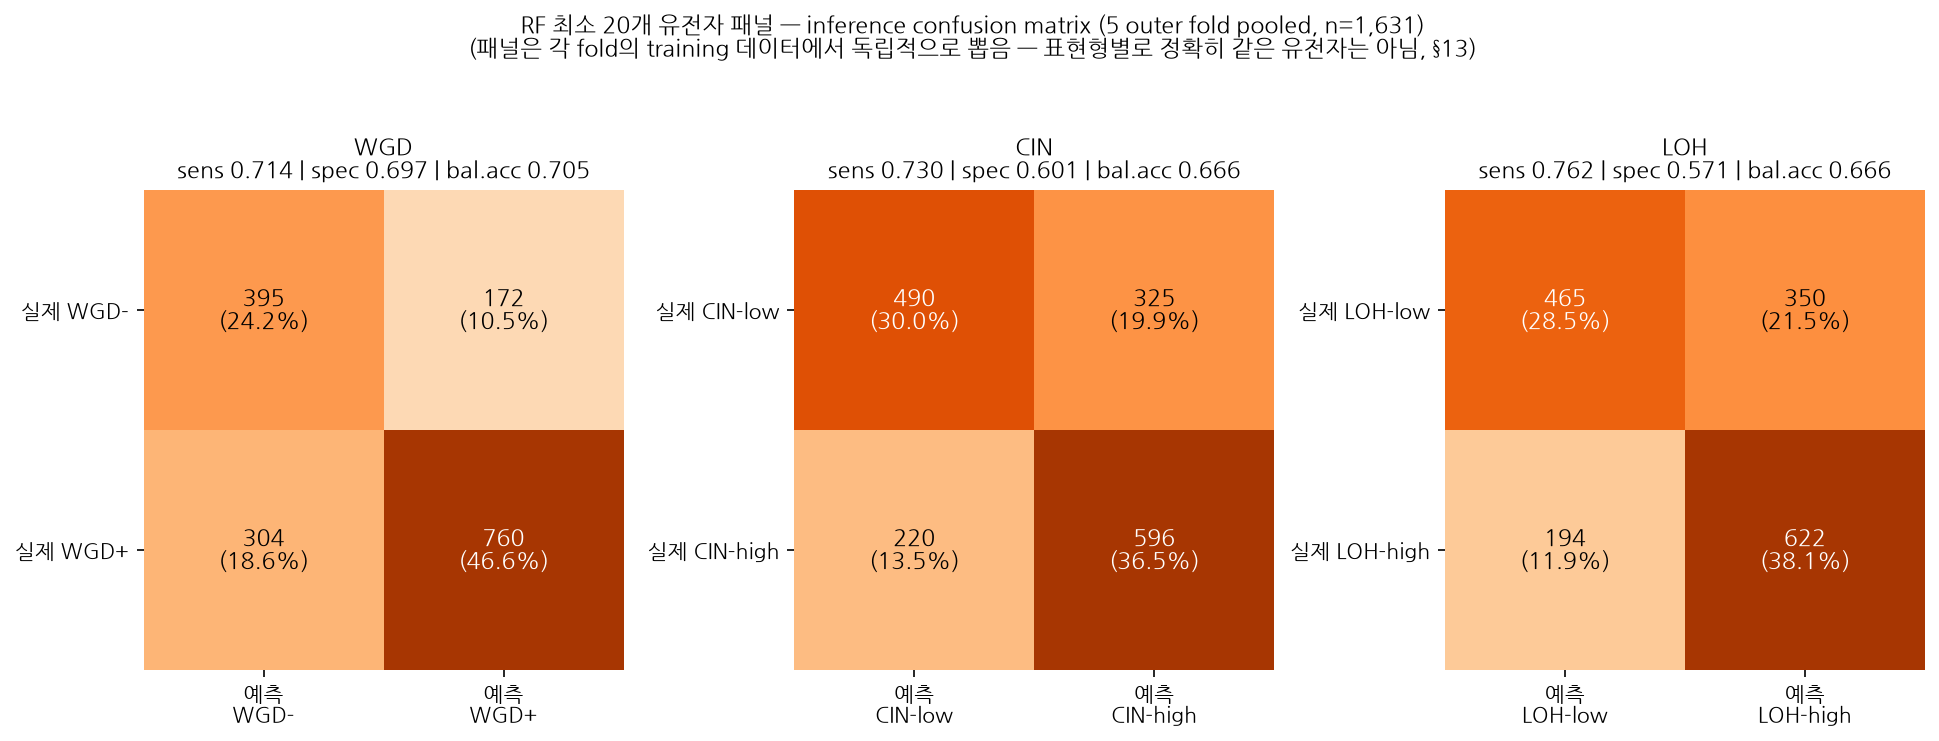 RF 최소 20개 유전자 패널 — inference confusion matrix (5 outer fold pooled, n=1,631)
(패널은 각 fold의 training 데이터에서 독립적으로 뽑음 — 표현형별로 정확히 같은 유전자는 아님, §13)
WGD
sens 0.714 | spec 0.697 | bal.acc 0.705
실제 WGD-
395
(24.2%)
172
(10.5%)
실제 WGD+
304
(18.6%)
760
(46.6%)
예측
WGD-
예측
WGD+
CIN
sens 0.730 | spec 0.601 | bal.acc 0.666
실제 CIN-low
490
(30.0%)
325
(19.9%)
실제 CIN-high
220
(13.5%)
596
(36.5%)
예측
CIN-low
예측
CIN-high
LOH
sens 0.762 | spec 0.571 | bal.acc 0.666
실제 LOH-low
465
(28.5%)
350
(21.5%)
실제 LOH-high
194
(11.9%)
622
(38.1%)
예측
LOH-low
예측
LOH-high